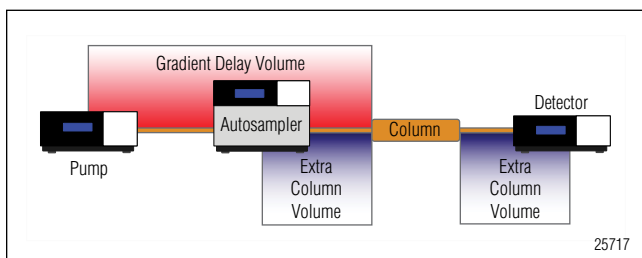 Gradient Delay Volume
Pump
Autosampler
Column
Detector
Extra
Column
Volume
Extra
Column
Volume
25717